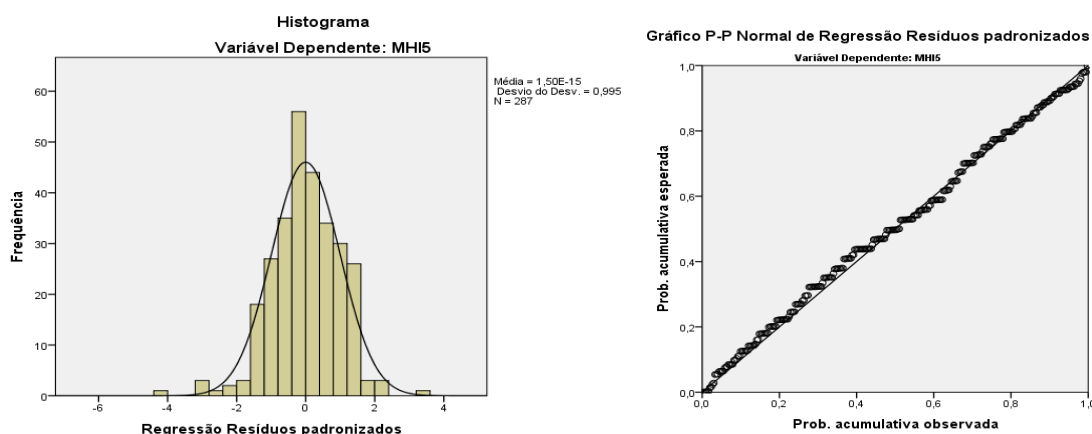 Histograma
Variável Dependente: MHI5
Média = 1,50E-15
Desvio do Desv. = 0,995
N = 287
Frequência
60
50
40
30
20
10
0
-6 -4 -2 0 2 4
Regressão Resíduos padronizados
Gráfico P-P Normal de Regressão Resíduos padronizados
Variável Dependente: MHI5
Prob. acumulativa esperada
1,0
0,8
0,6
0,4
0,2
0,0
0,0 0,2 0,4 0,6 0,8 1,0
Prob. acumulativa observada